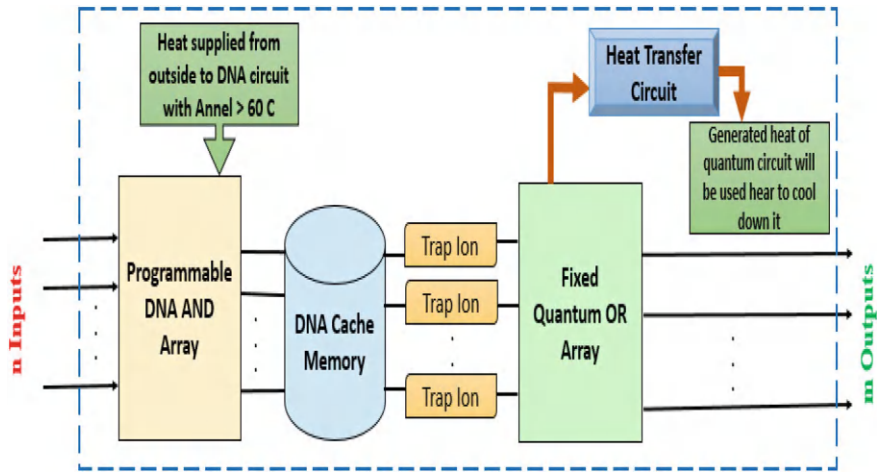 Heat supplied from
outside to DNA circuit
with Annel > 60 C
Heat Transfer
Circuit
Generated heat of
quantum circuit will
be used hear to cool
down it
n Inputs
Programmable
DNA AND
Array
DNA Cache
Memory
Trap Ion
Trap Ion
Trap Ion
Fixed
Quantum OR
Array
m Outputs